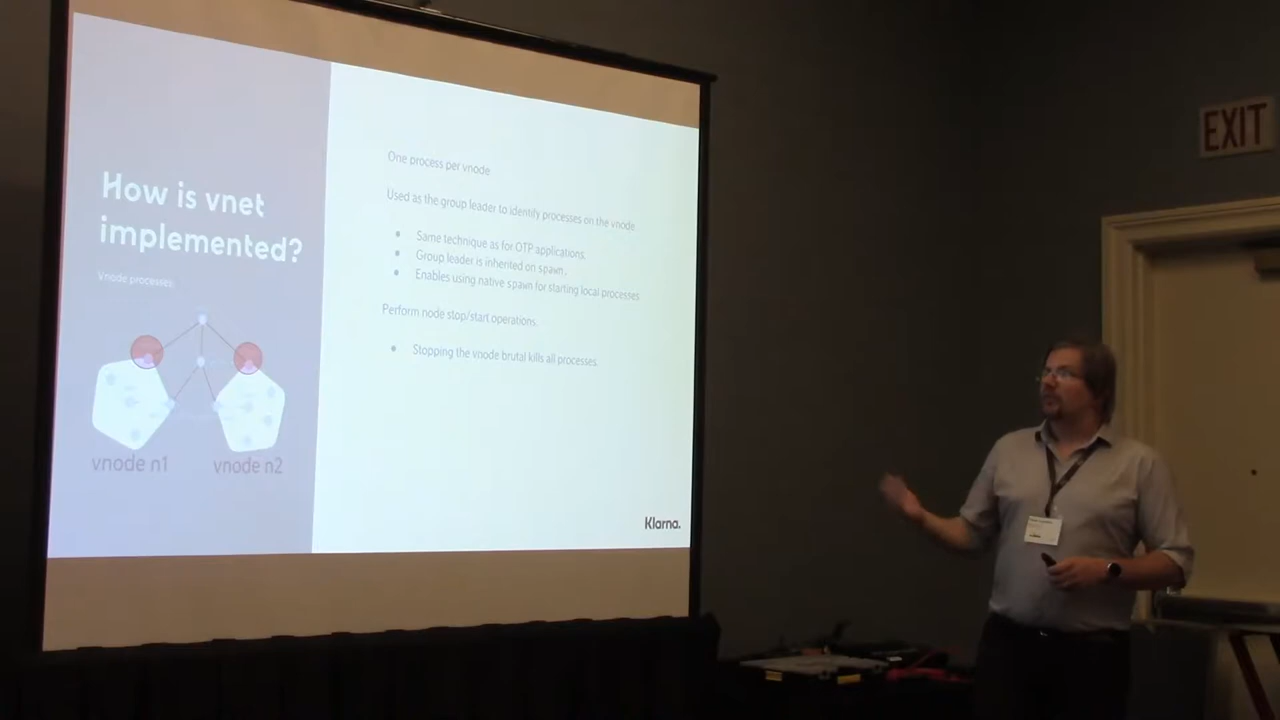 How is vnet
implemented?
Vnode processes
vnode n1
vnode n2
One process per vnode
Used as the group leader to identify processes on the vnode
• Same technique as for OTP applications.
• Group leader is inherited on spawn.
• Enables using native spawn for starting local processes
Perform node stop/start operations.
• Stopping the vnode brutal kills all processes.
Klarna.
EXIT